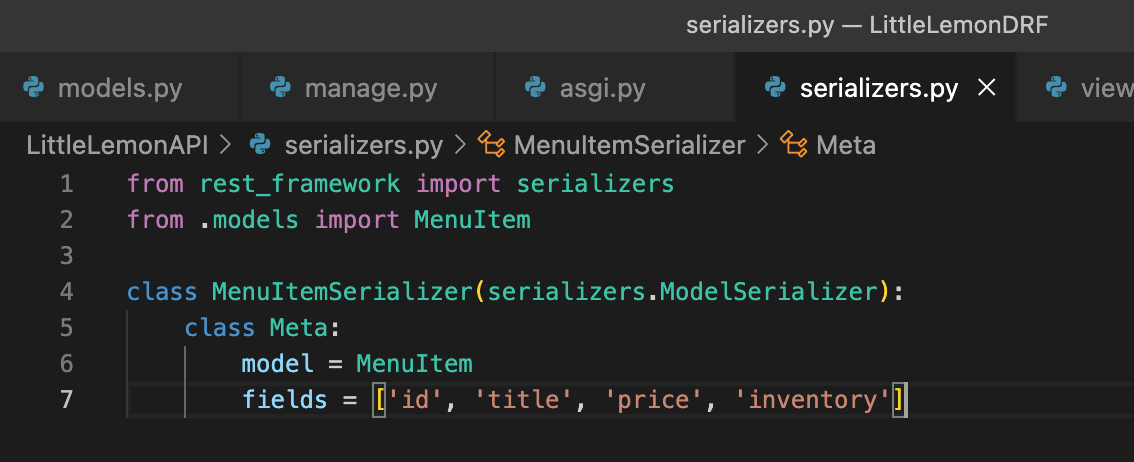 serializers.py — LittleLemonDRF
models.py manage.py asgi.py serializers.py × view
LittleLemonAPI > serializers.py > MenuItemSerializer > Meta
1 from rest_framework import serializers
2 from .models import MenuItem
3
4 class MenuItemSerializer(serializers.ModelSerializer):
5     class Meta:
6         model = MenuItem
7         fields = ['id', 'title', 'price', 'inventory']